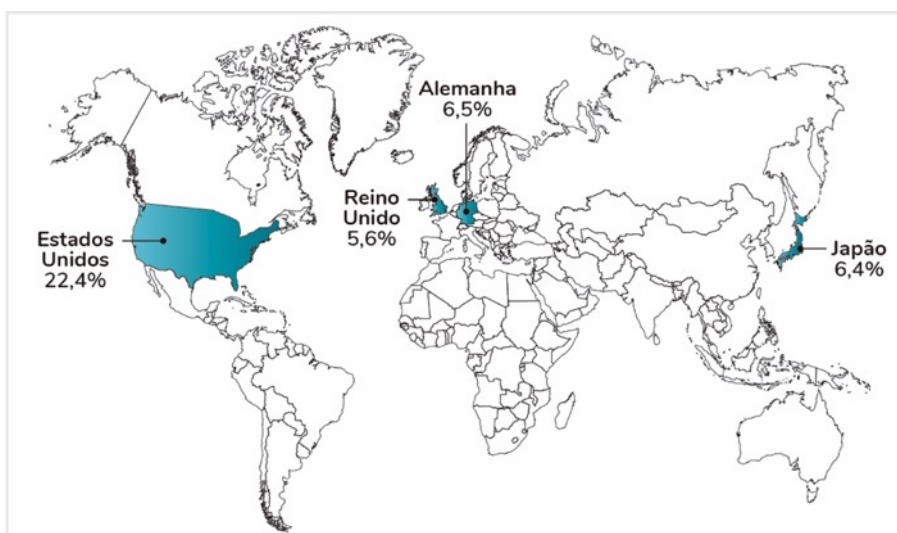 Alemanha
6,5%
Reino
Unido
5,6%
Estados
Unidos
22,4%
Japão
6,4%